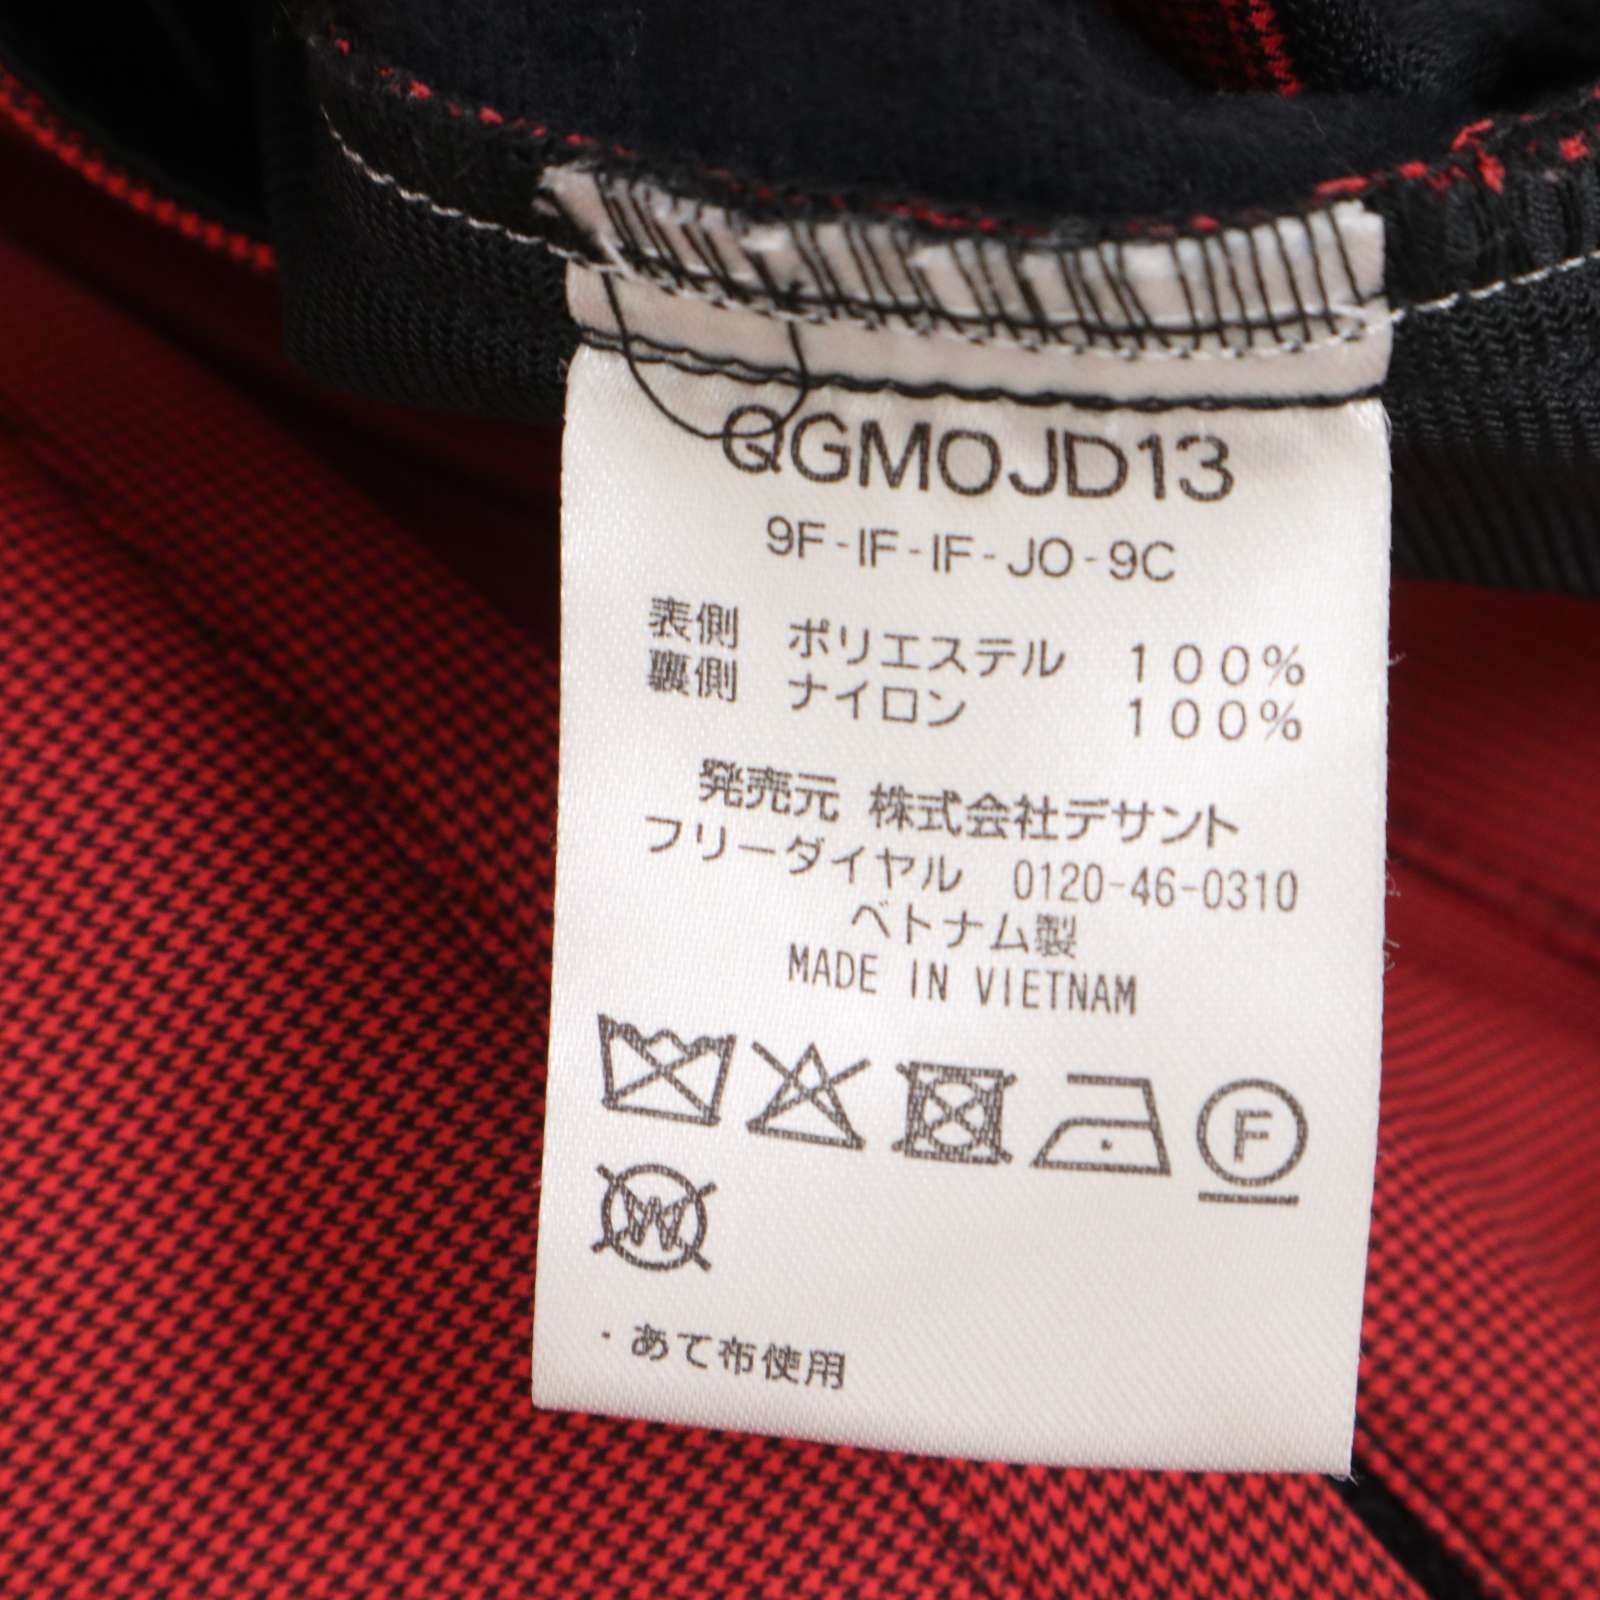 QGMOJD13
9F-IF-IF-JO-9C
表側 ポリエステル 100%
裏側 ナイロン 100%
発売元 株式会社デサント
フリーダイヤル 0120-46-0310
ベトナム製
MADE IN VIETNAM
F
W
・あて布使用